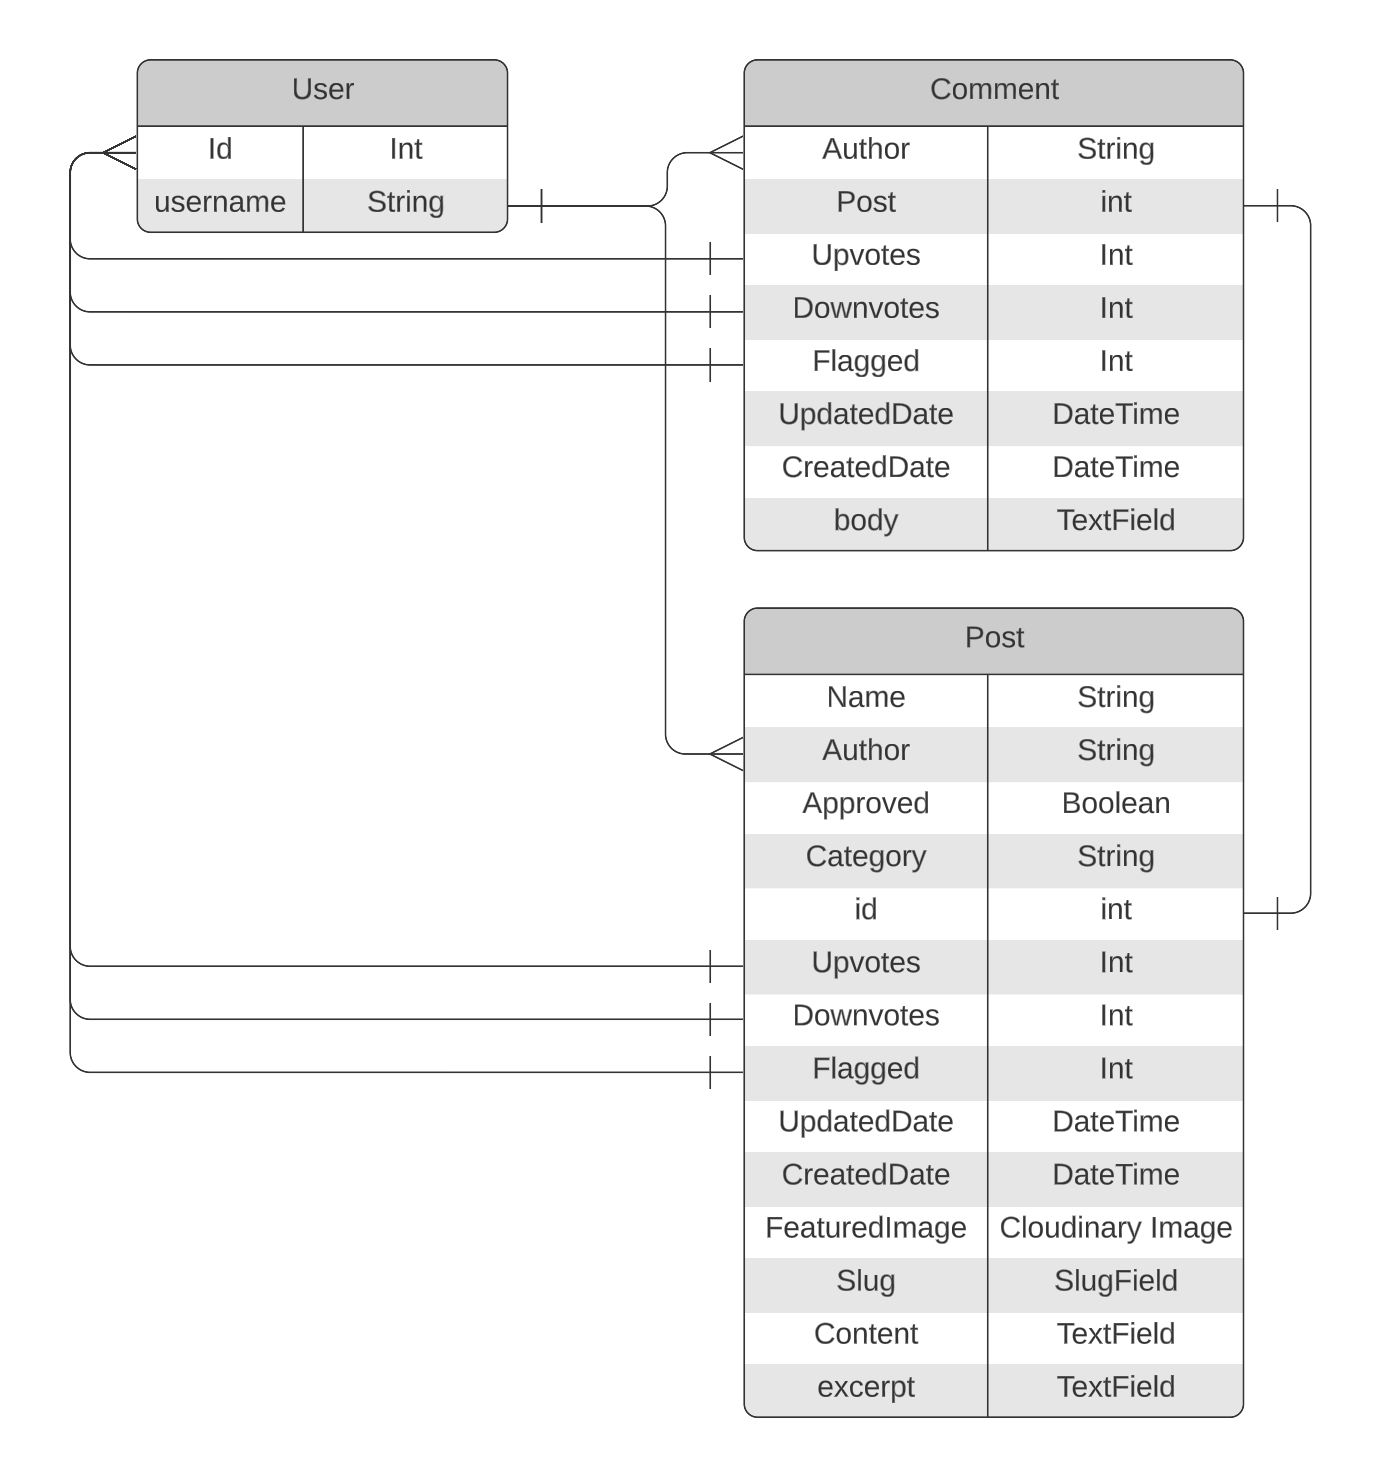 User
Id Int
username String
Comment
Author String
Post int
Upvotes Int
Downvotes Int
Flagged Int
UpdatedDate DateTime
CreatedDate DateTime
body TextField
Post
Name String
Author String
Approved Boolean
Category String
id int
Upvotes Int
Downvotes Int
Flagged Int
UpdatedDate DateTime
CreatedDate DateTime
FeaturedImage Cloudinary Image
Slug SlugField
Content TextField
excerpt TextField